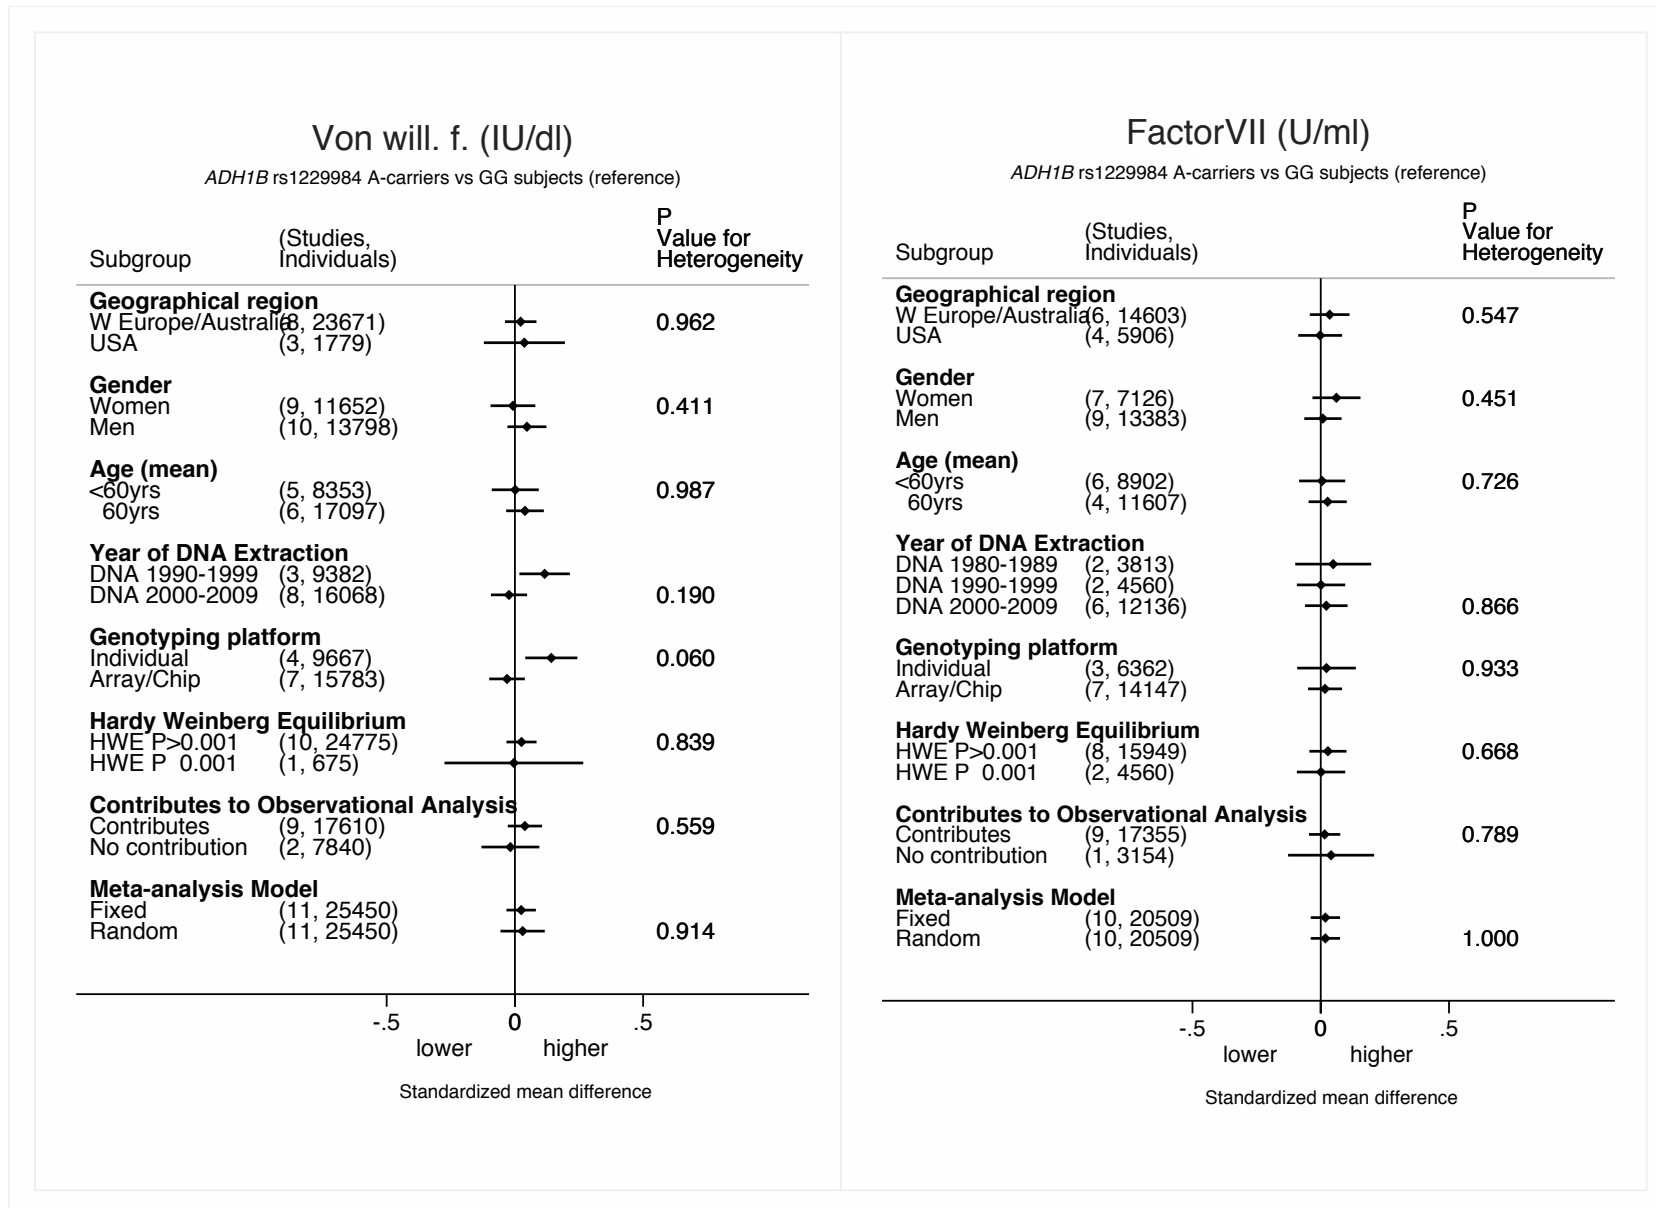 Von will. f. (IU/dl)
ADH1B rs1229984 A-carriers vs GG subjects (reference)
P
(Studies, Value for
Subgroup Individuals) Heterogeneity
Geographical region
W Europe/Australia (8, 23671) 0.962
USA (3, 1779)
Gender
Women (9, 11652) 0.411
Men (10, 13798)
Age (mean)
<60yrs (5, 8353) 0.987
60yrs (6, 17097)
Year of DNA Extraction
DNA 1990-1999 (3, 9382)
DNA 2000-2009 (8, 16068) 0.190
Genotyping platform
Individual (4, 9667) 0.060
Array/Chip (7, 15783)
Hardy Weinberg Equilibrium
HWE P>0.001 (10, 24775) 0.839
HWE P 0.001 (1, 675)
Contributes to Observational Analysis
Contributes (9, 17610) 0.559
No contribution (2, 7840)
Meta-analysis Model
Fixed (11, 25450)
Random (11, 25450) 0.914
-.5 0 .5
lower higher
Standardized mean difference
FactorVII (U/ml)
ADH1B rs1229984 A-carriers vs GG subjects (reference)
P
(Studies, Value for
Subgroup Individuals) Heterogeneity
Geographical region
W Europe/Australia (6, 14603) 0.547
USA (4, 5906)
Gender
Women (7, 7126) 0.451
Men (9, 13383)
Age (mean)
<60yrs (6, 8902) 0.726
60yrs (4, 11607)
Year of DNA Extraction
DNA 1980-1989 (2, 3813)
DNA 1990-1999 (2, 4560)
DNA 2000-2009 (6, 12136) 0.866
Genotyping platform
Individual (3, 6362) 0.933
Array/Chip (7, 14147)
Hardy Weinberg Equilibrium
HWE P>0.001 (8, 15949) 0.668
HWE P 0.001 (2, 4560)
Contributes to Observational Analysis
Contributes (9, 17355) 0.789
No contribution (1, 3154)
Meta-analysis Model
Fixed (10, 20509)
Random (10, 20509) 1.000
-.5 0 .5
lower higher
Standardized mean difference